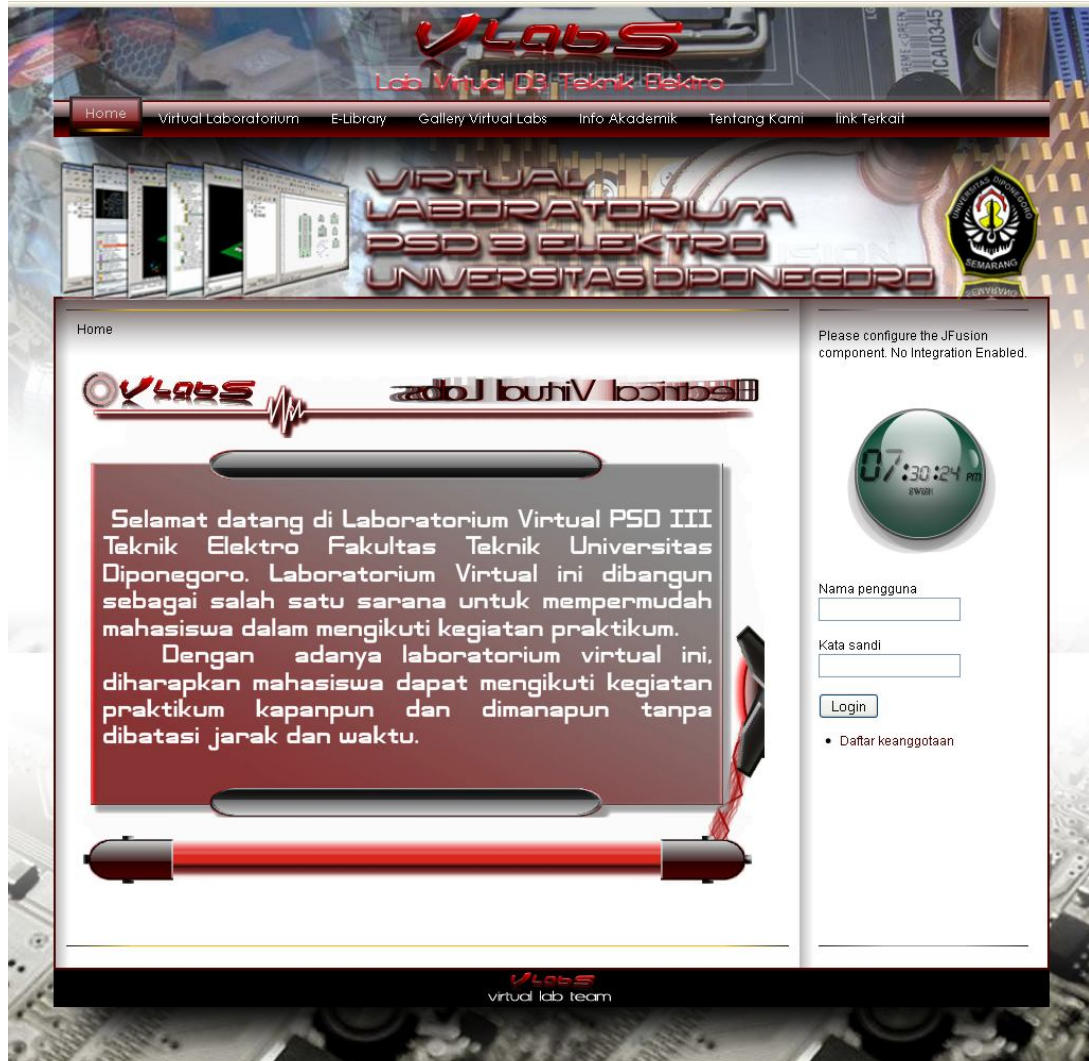 VLabS
Lab Virtual D3 Teknik Elektro
Home Virtual Laboratorium E-Library Gallery Virtual Labs Info Akademik Tentang Kami link Terkait
VIRTUAL
LABORATORIUM
PSD 3 ELEKTRO
UNIVERSITAS DIPONEGORO
UNIVERSITAS DIPONEGORO
SEMARANG
Home
VLabS Electrical Virtual Labs
Selamat datang di Laboratorium Virtual PSD III
Teknik Elektro Fakultas Teknik Universitas
Diponegoro. Laboratorium Virtual ini dibangun
sebagai salah satu sarana untuk mempermudah
mahasiswa dalam mengikuti kegiatan praktikum.
Dengan adanya laboratorium virtual ini,
diharapkan mahasiswa dapat mengikuti kegiatan
praktikum kapanpun dan dimanapun tanpa
dibatasi jarak dan waktu.
Please configure the JFusion
component. No Integration Enabled.
07:30:24 PM
SWISH
Nama pengguna
Kata sandi
Login
Daftar keanggotaan
VLabS
virtual lab team